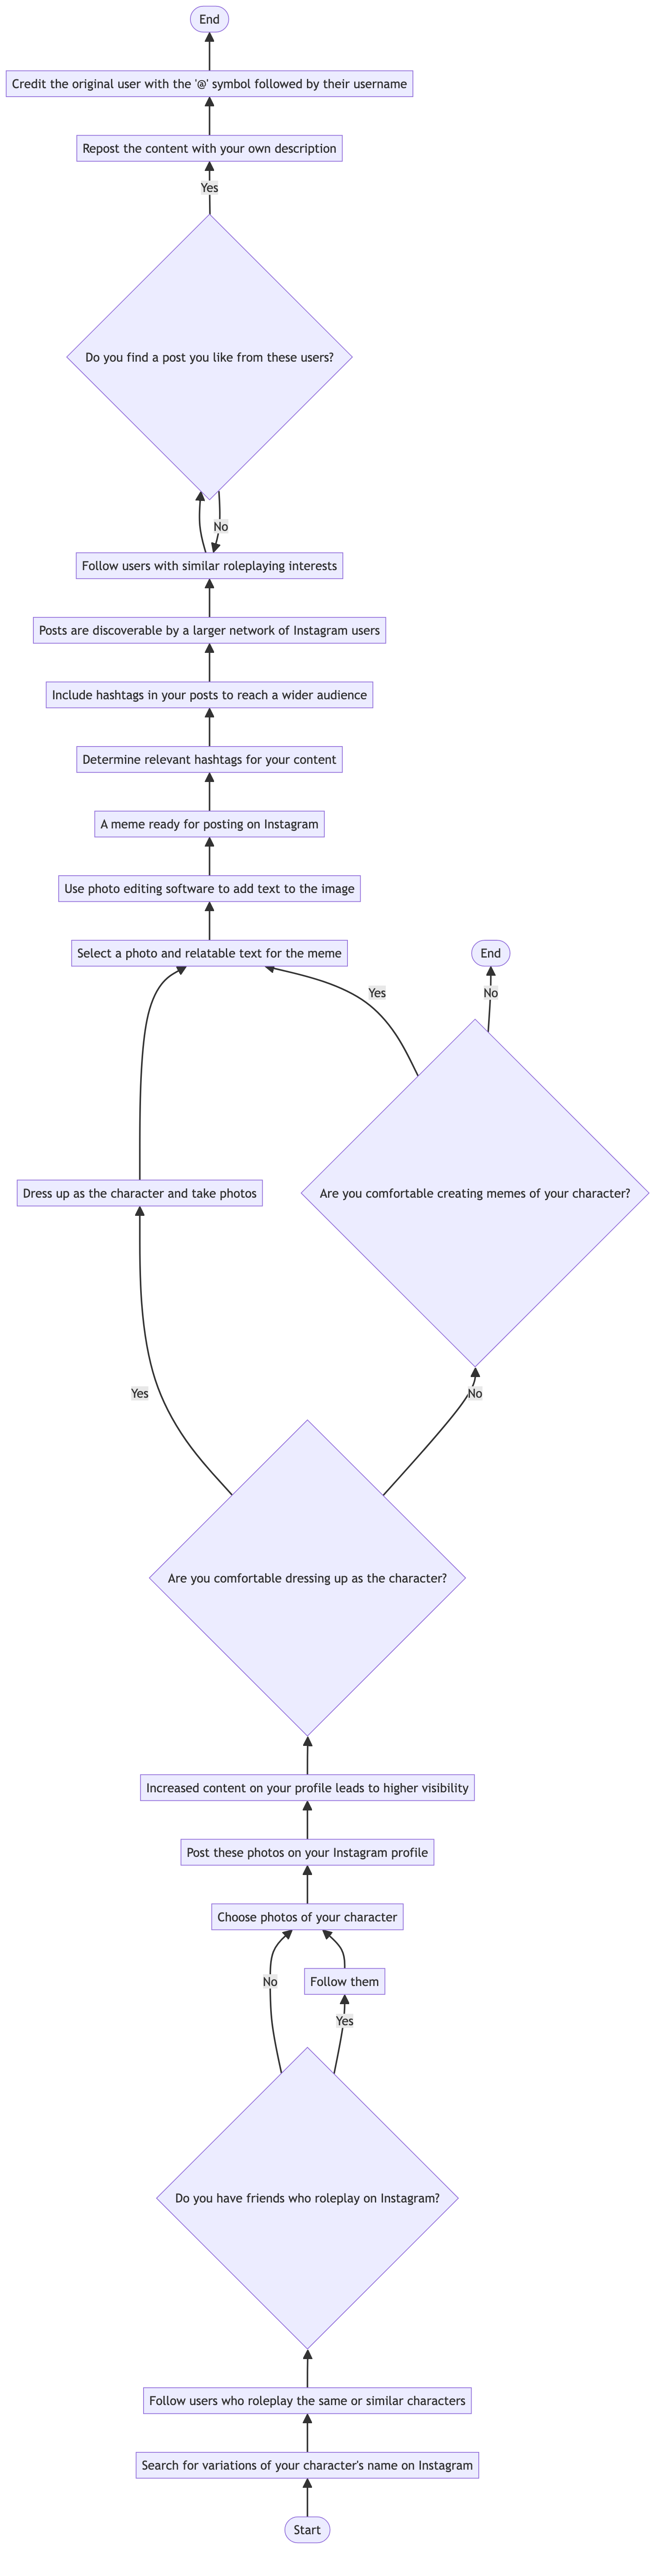 End
Credit the original user with the '@' symbol followed by their username
Repost the content with your own description
Yes
Do you find a post you like from these users?
No
Follow users with similar roleplaying interests
Posts are discoverable by a larger network of Instagram users
Include hashtags in your posts to reach a wider audience
Determine relevant hashtags for your content
A meme ready for posting on Instagram
Use photo editing software to add text to the image
Select a photo and relatable text for the meme
End
Yes
No
Dress up as the character and take photos
Are you comfortable creating memes of your character?
Yes
No
Are you comfortable dressing up as the character?
Increased content on your profile leads to higher visibility
Post these photos on your Instagram profile
Choose photos of your character
No
Follow them
Yes
Do you have friends who roleplay on Instagram?
Follow users who roleplay the same or similar characters
Search for variations of your character's name on Instagram
Start